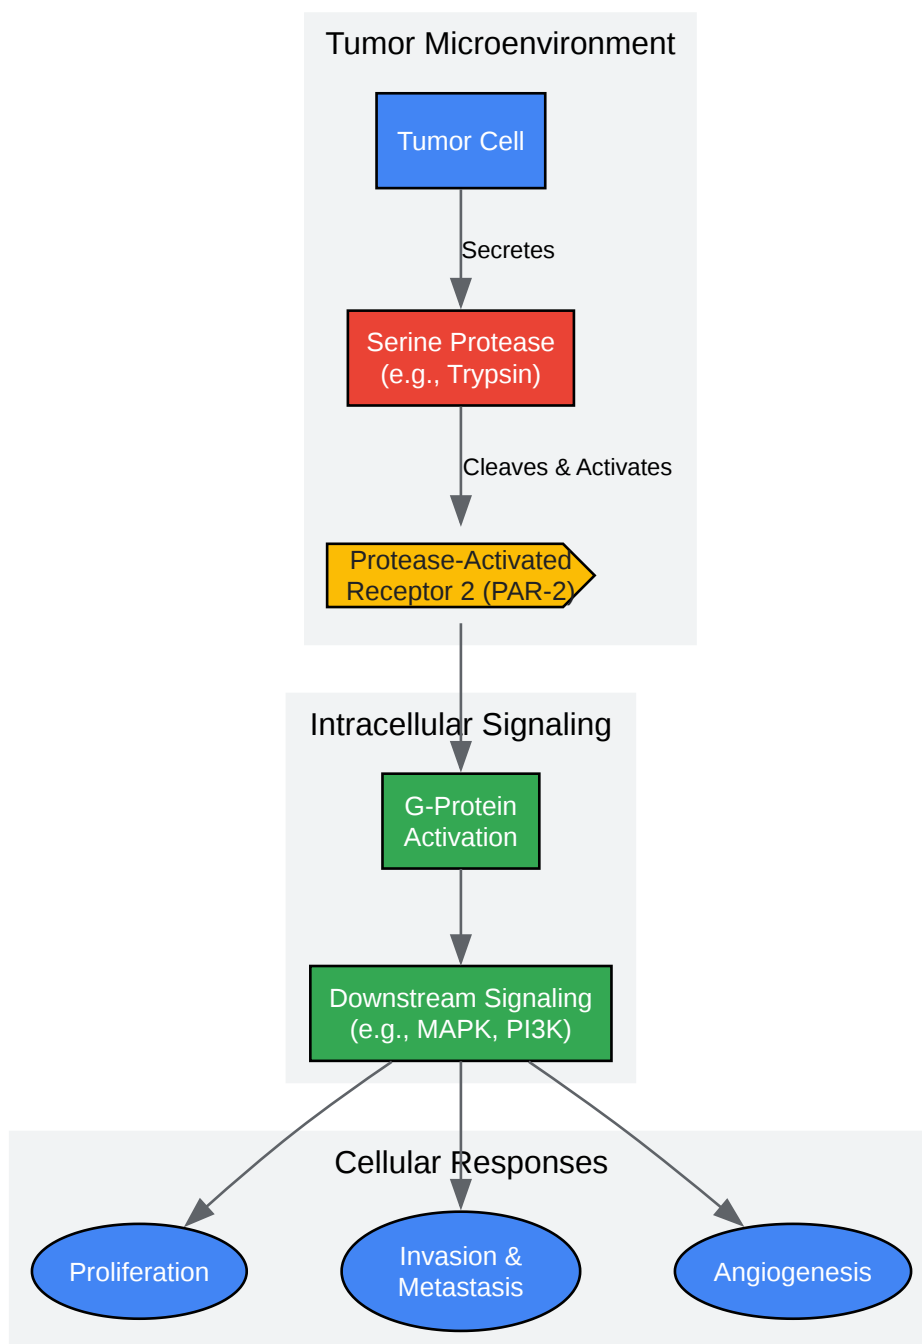 Tumor Microenvironment
Tumor Cell
Secretes
Serine Protease
(e.g., Trypsin)
Cleaves & Activates
Protease-Activated
Receptor 2 (PAR-2)
Intracellular Signaling
G-Protein
Activation
Downstream Signaling
(e.g., MAPK, PI3K)
Cellular Responses
Proliferation
Invasion &
Metastasis
Angiogenesis